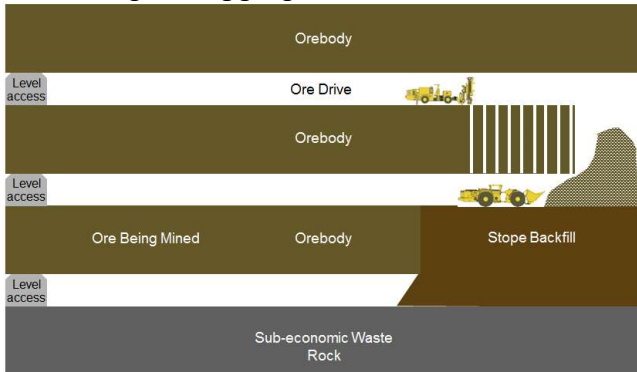 Orebody
Level
access
Ore Drive
Orebody
Level
access
Ore Being Mined
Orebody
Stope Backfill
Level
access
Sub-economic Waste
Rock